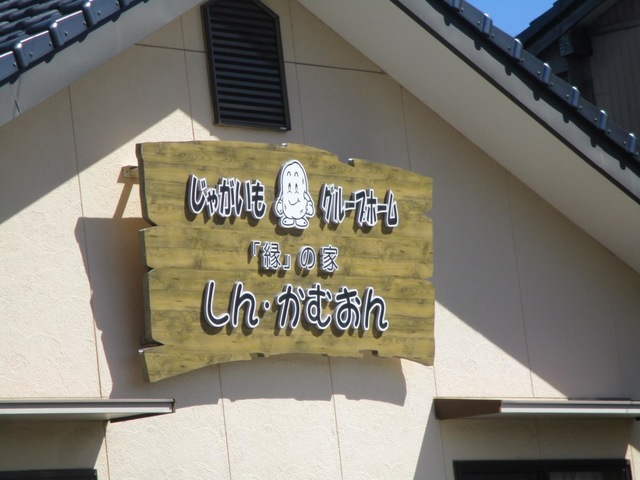 じゃがいも グループホーム
「縁」の家
しん・かむおん